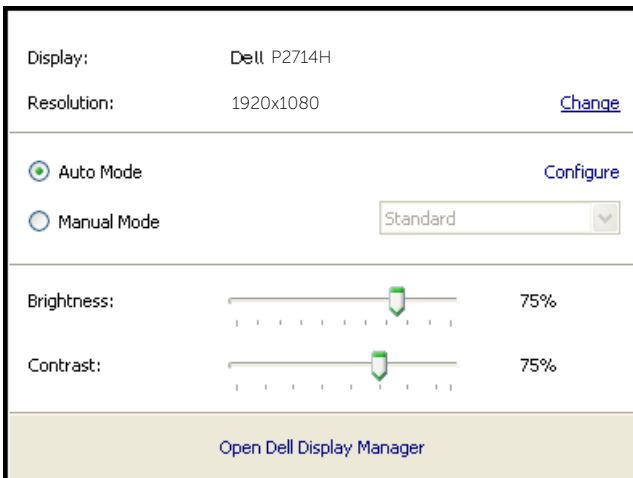 Display: Dell P2714H
Resolution: 1920x1080 Change
Auto Mode Configure
Manual Mode Standard
Brightness: 75%
Contrast: 75%
Open Dell Display Manager